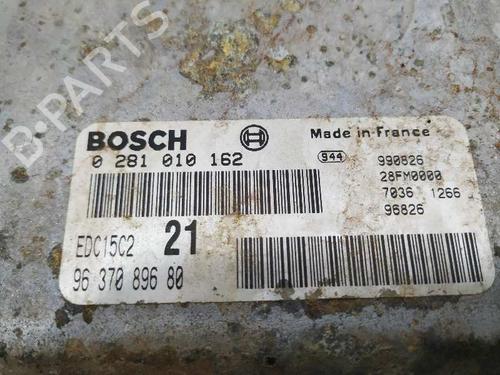 B-PARTS
BOSCH
Made in France
0 281 010 162
944
990826
28FM0000
7036 1266
96826
EDC15C2 21
96 370 896 80